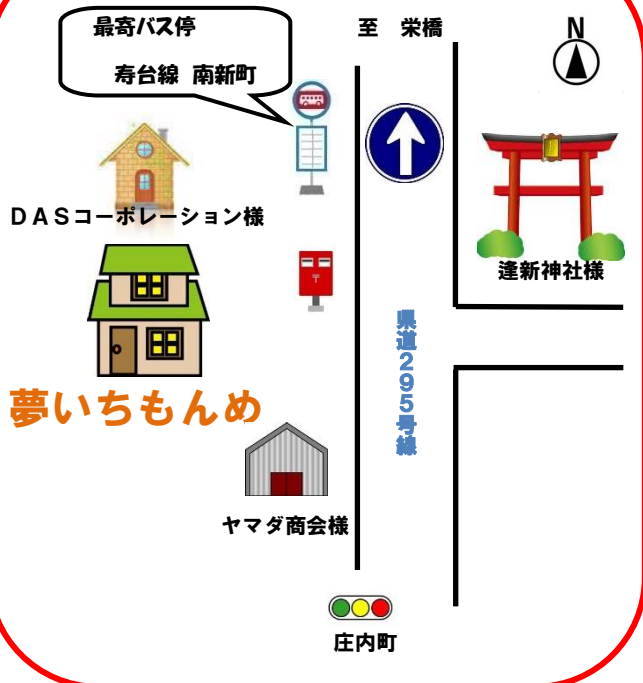 最寄バス停
寿台線 南新町
至 栄橋
N
DASコーポレーション様
逢新神社様
〒
県道295号線
夢いちもんめ
ヤマダ商会様
庄内町